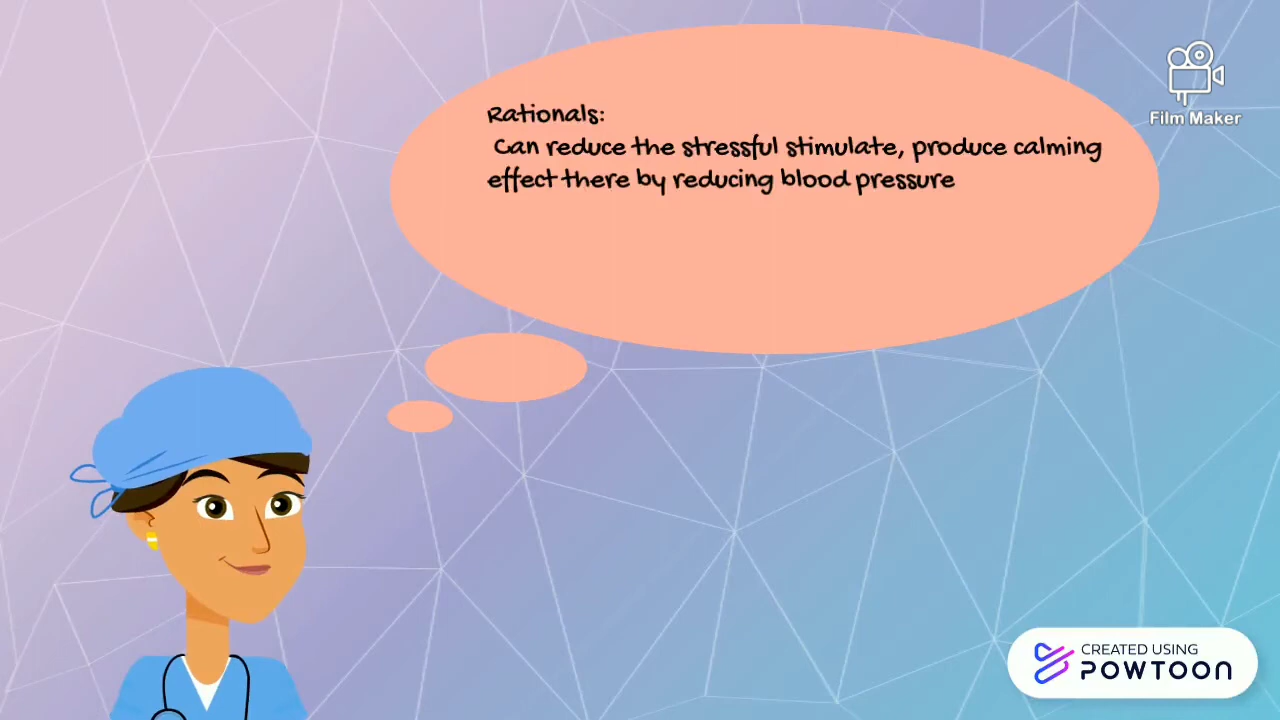 Rationals:
Can reduce the stressful stimulate, produce calming
effect there by reducing blood pressure
Film Maker
CREATED USING
POWTOON